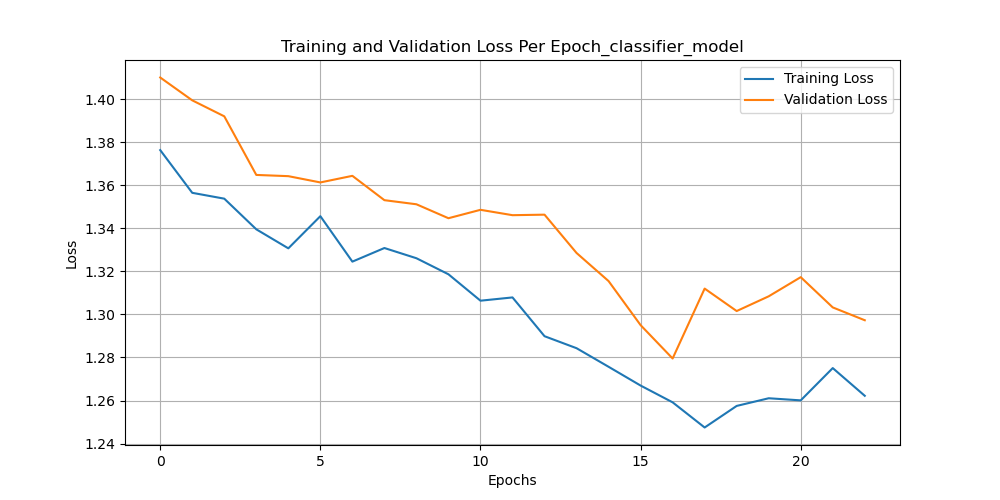 Training and Validation Loss Per Epoch_classifier_model
Training Loss
Validation Loss
1.40
1.38
1.36
1.34
1.32
1.30
1.28
1.26
1.24
Loss
0
5
10
15
20
Epochs